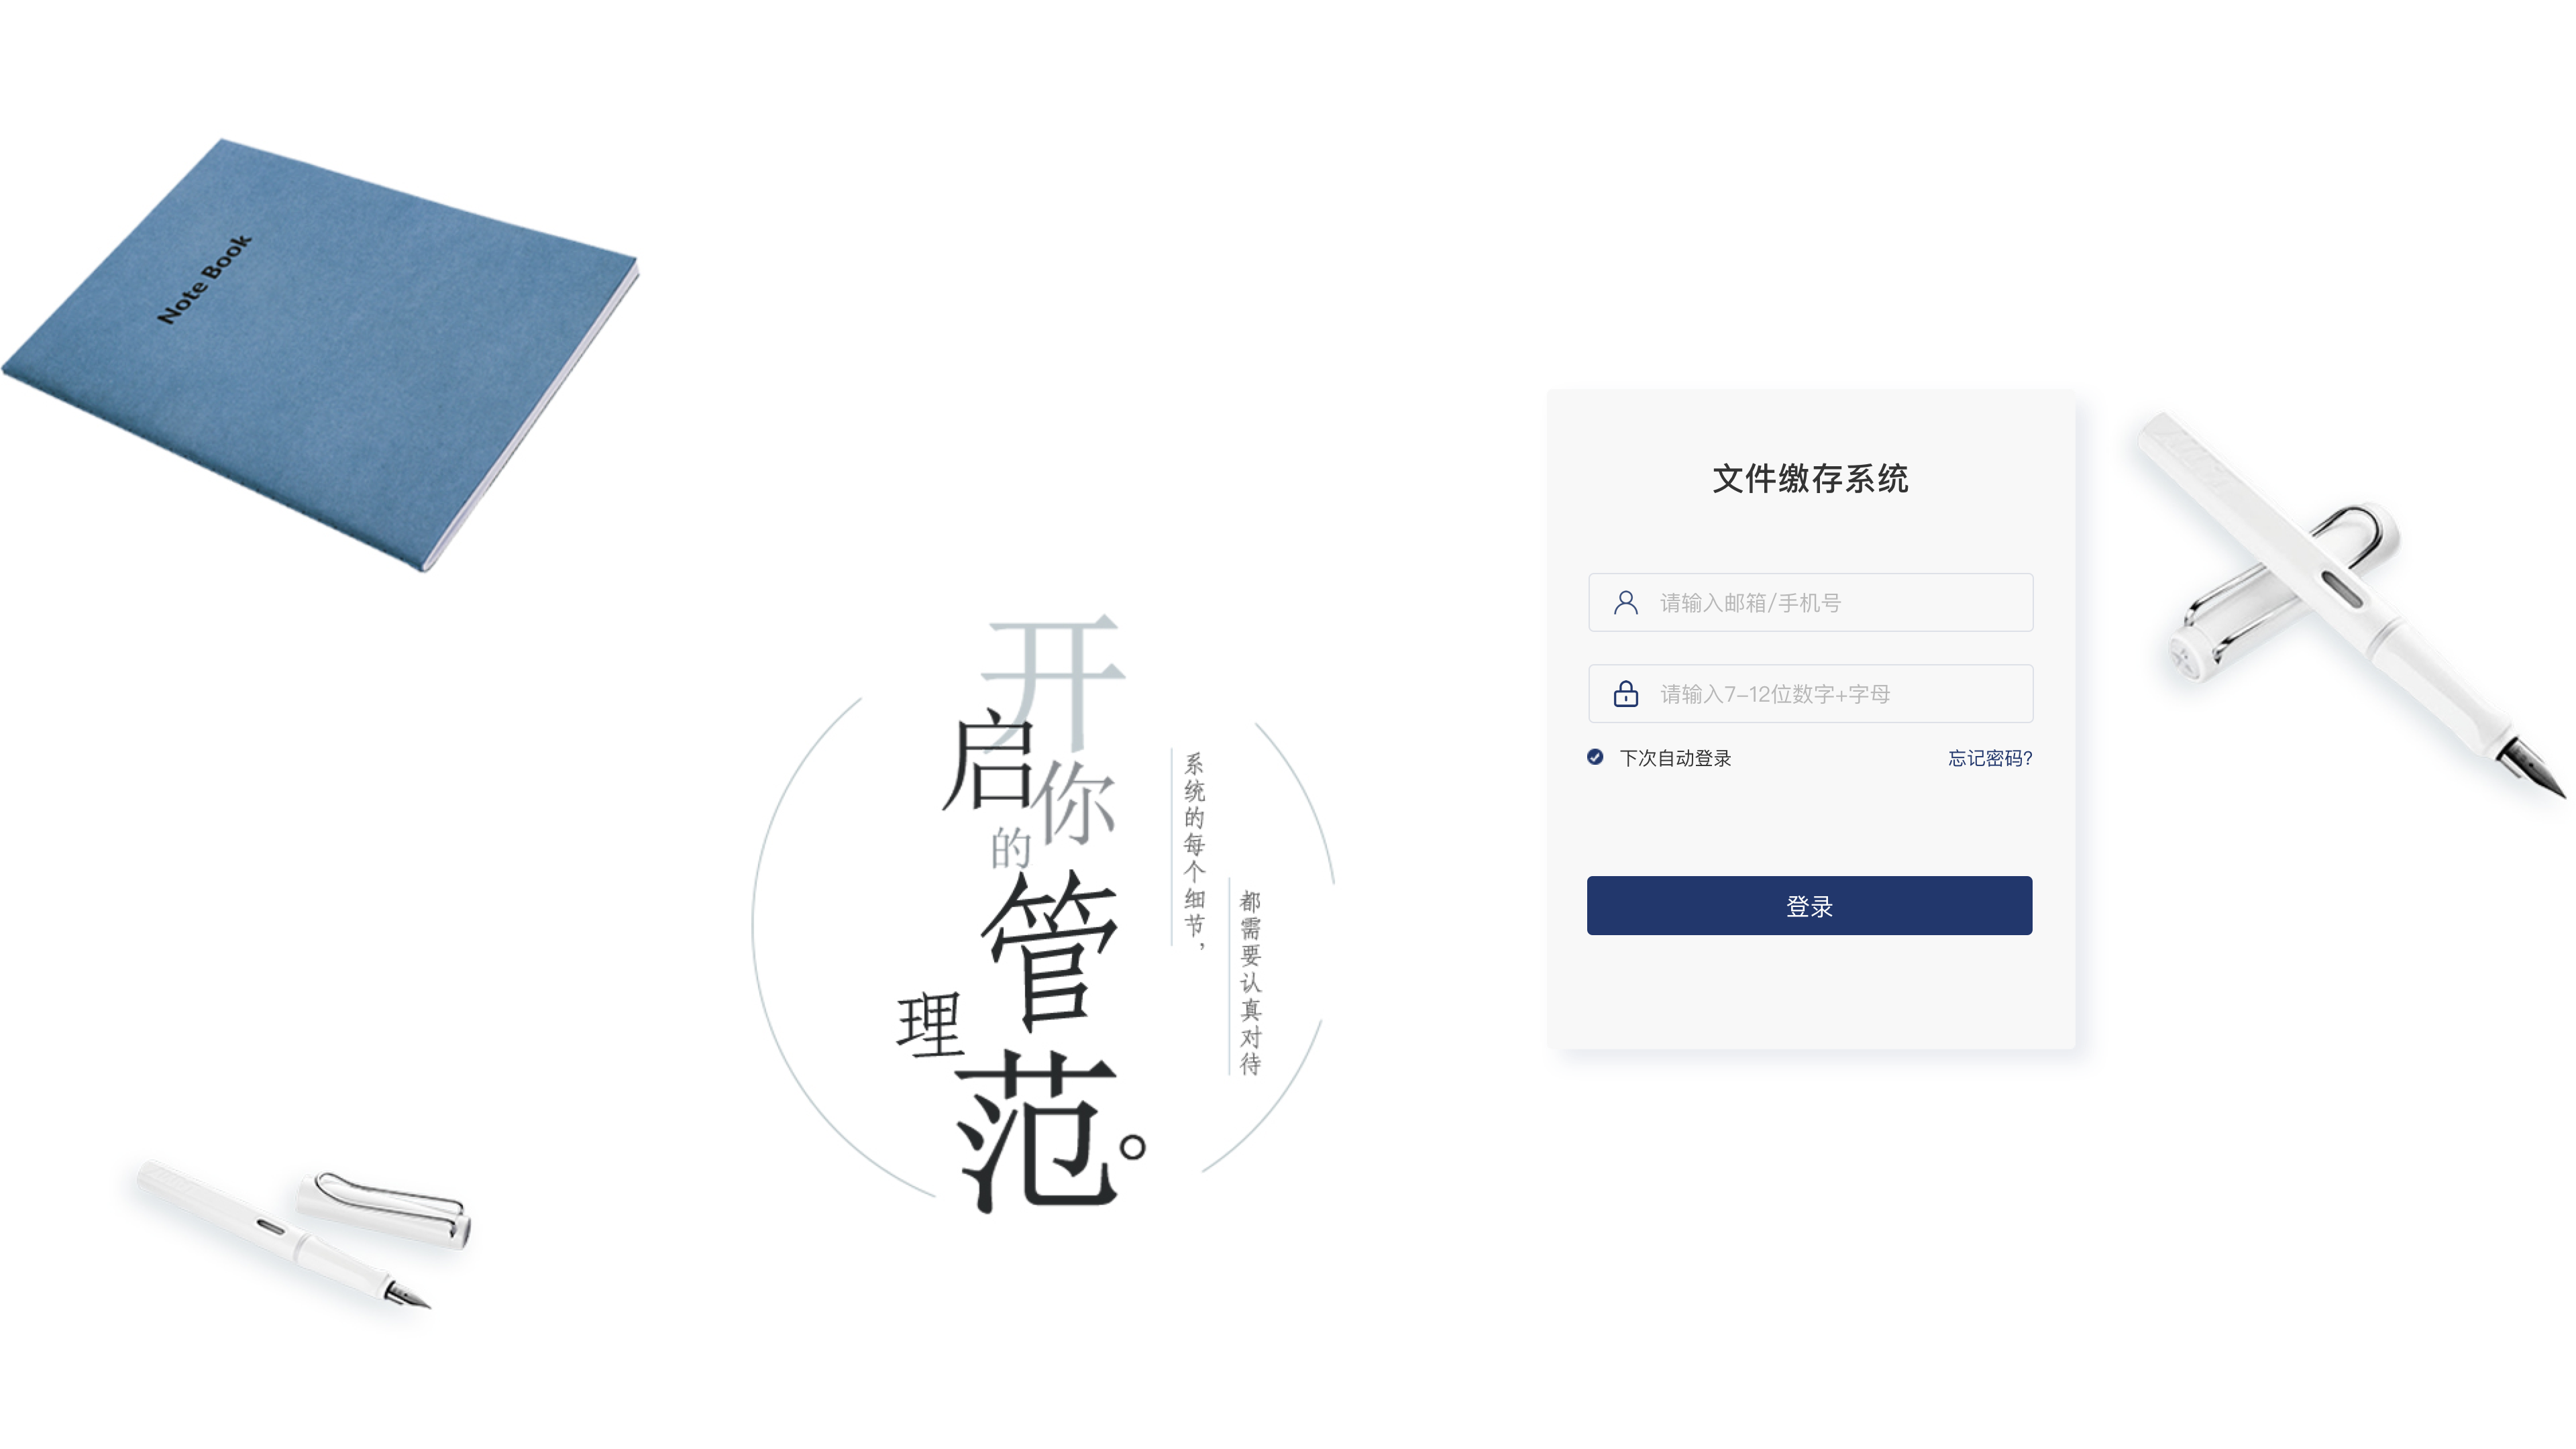 Note Book
开启你的管理范。
系统的每个细节，
都需要认真对待
文件缴存系统
请输入邮箱/手机号
请输入7-12位数字+字母
下次自动登录
忘记密码?
登录